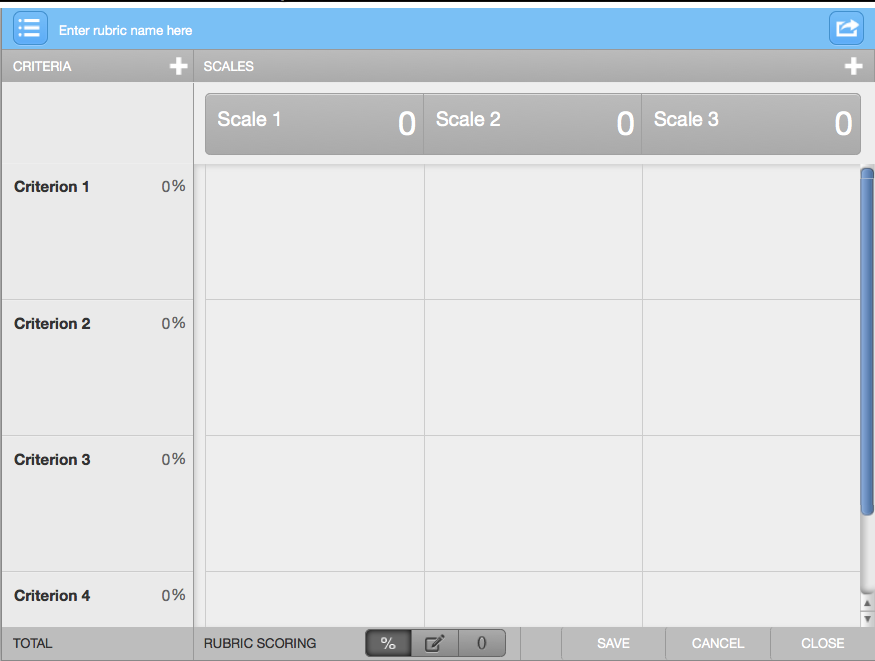 Enter rubric name here
CRITERIA SCALES
Scale 1 0 Scale 2 0 Scale 3 0
Criterion 1 0%
Criterion 2 0%
Criterion 3 0%
Criterion 4 0%
TOTAL RUBRIC SCORING % 0 SAVE CANCEL CLOSE